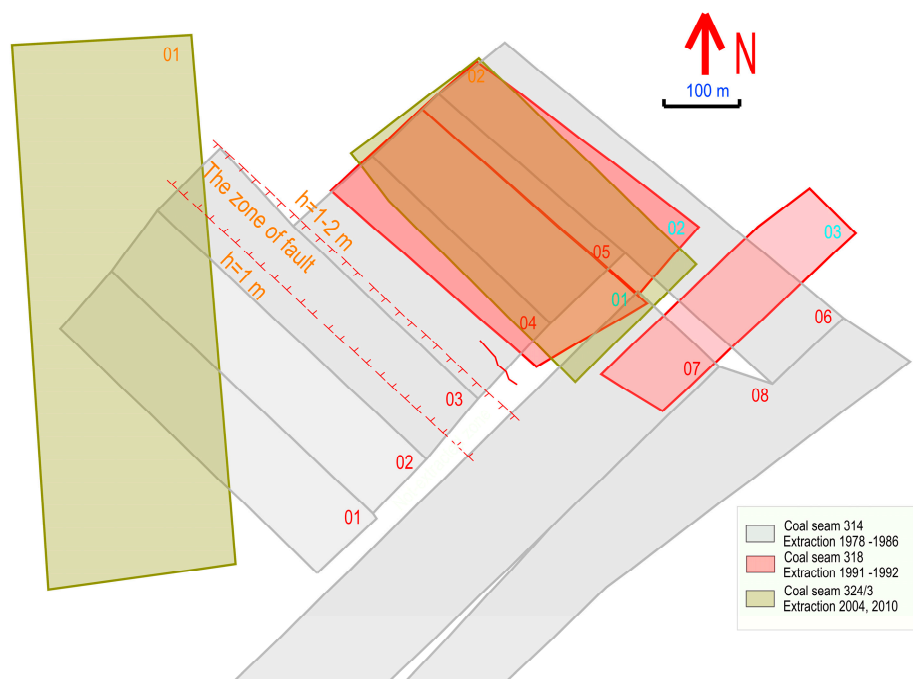 01
02
N
100 m
The zone of fault
h=1-2 m
h=1 m
02
03
05
01
04
06
07
08
03
02
01
Coal seam 314
Extraction 1978 -1986
Coal seam 318
Extraction 1991 -1992
Coal seam 324/3
Extraction 2004, 2010